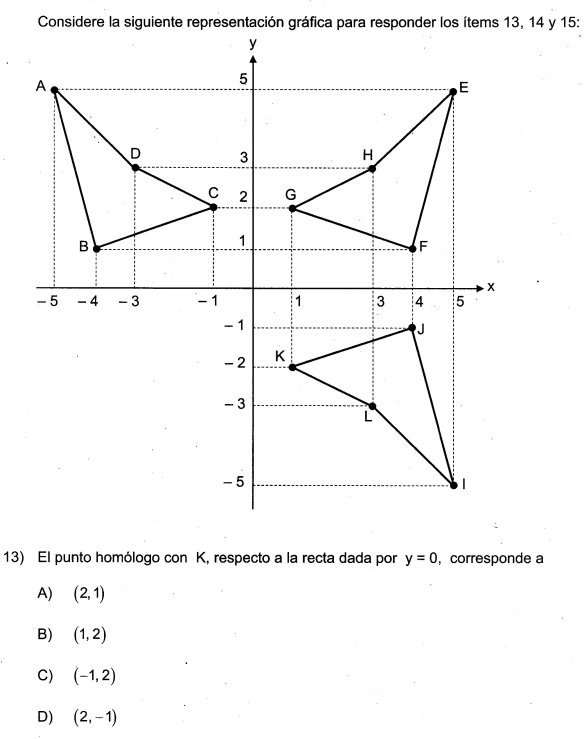 Considere la siguiente representación gráfica para responder los ítems 13, 14 y 15:
y
A 5 E
D 3 H
C 2 G
B 1 F
x
– 5 – 4 – 3 – 1 1 3 4 5
– 1 J
– 2 K
– 3 L
– 5 I
13) El punto homólogo con K, respecto a la recta dada por y = 0, corresponde a
A) (2,1)
B) (1,2)
C) (–1,2)
D) (2,–1)